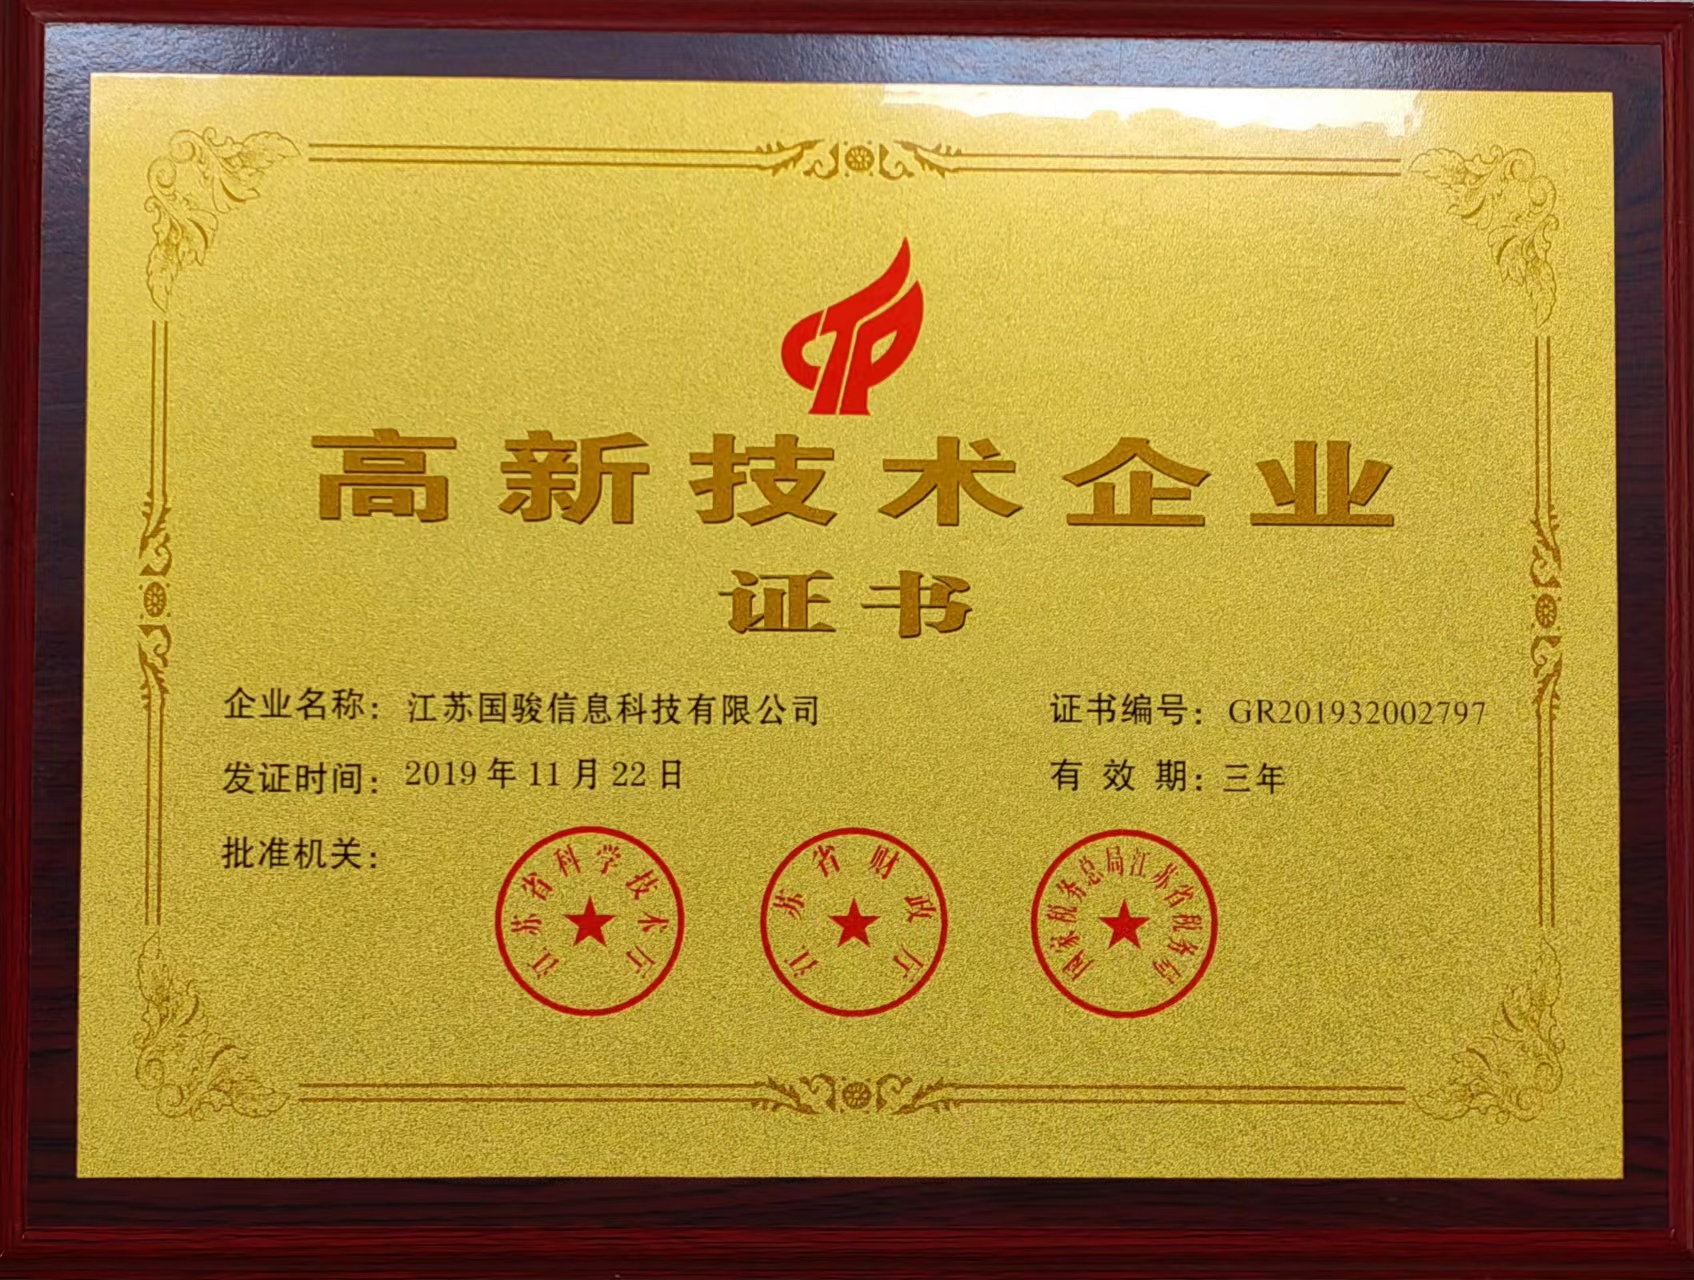 CTP
高新技术企业
证书
企业名称：江苏国骏信息科技有限公司 证书编号：GR201932002797
发证时间：2019年11月22日 有效期：三年
批准机关：
江苏省科学技术厅
江苏省财政厅
国家税务总局江苏省税务局